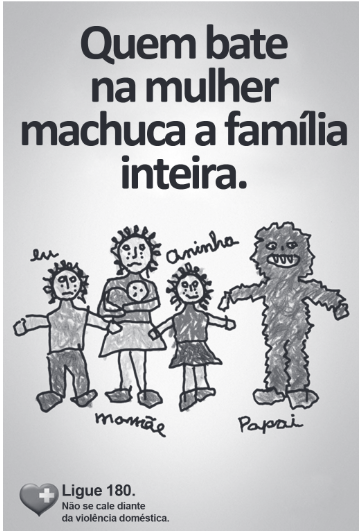 Quem bate
na mulher
machuca a família
inteira.
eu
aninha
mamãe
Papai
Ligue 180.
Não se cale diante
da violência doméstica.